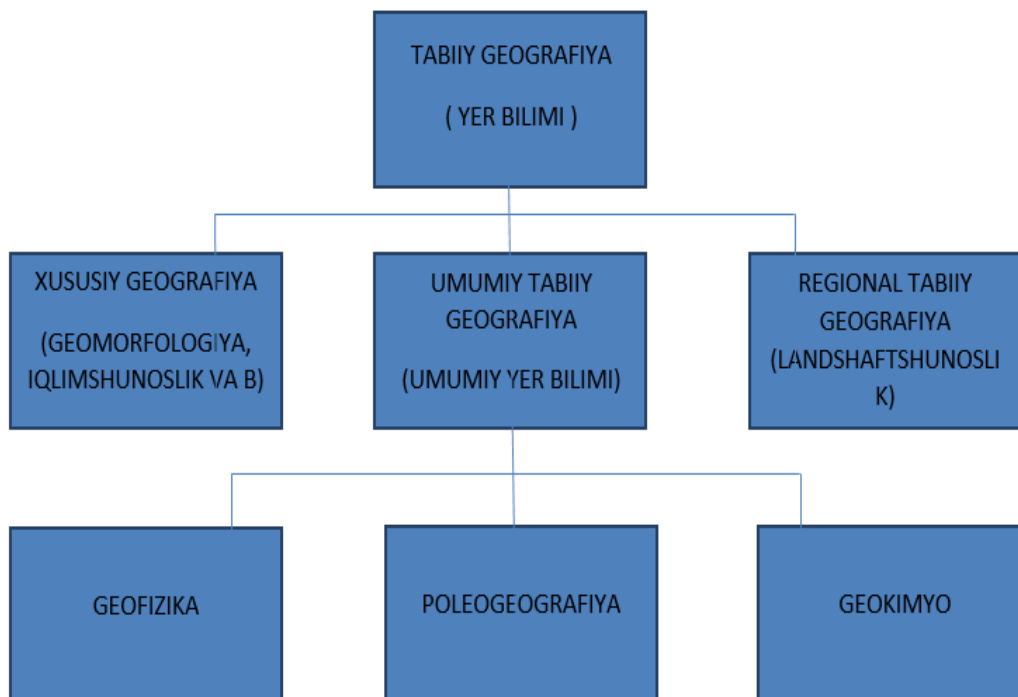 TABIIY GEOGRAFIYA
( YER BILIMI )
XUSUSIY GEOGRAFIYA
(GEOMORFOLOGIYA,
IQLIMSHUNOSLIK VA B)
UMUMIY TABIIY
GEOGRAFIYA
(UMUMIY YER BILIMI)
REGIONAL TABIIY
GEOGRAFIYA
(LANDSHAFTSHUNOSLI
K)
GEOFIZIKA
POLEOGEOGRAFIYA
GEOKIMYO